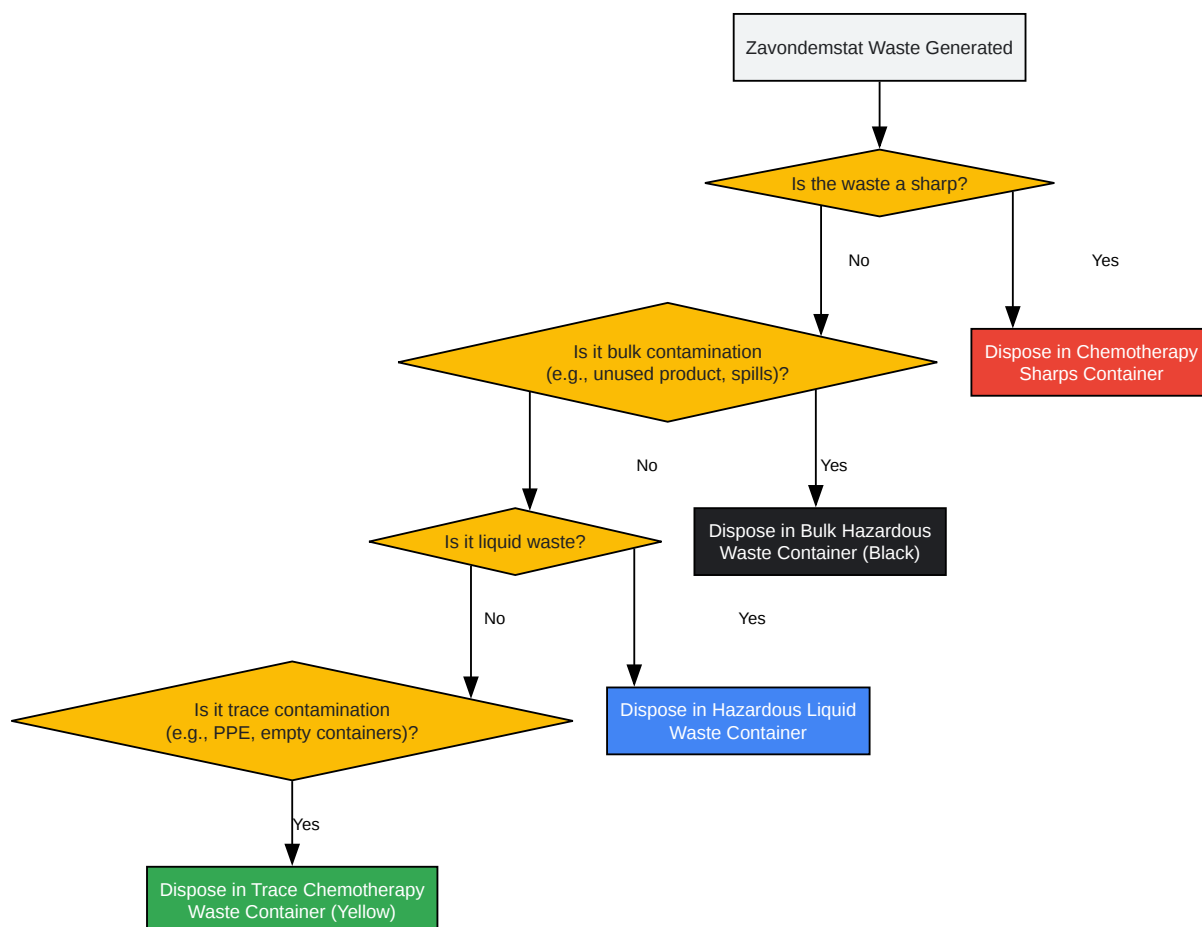 Zavondemstat Waste Generated
Is the waste a sharp?
No
Yes
Is it bulk contamination
(e.g., unused product, spills)?
Dispose in Chemotherapy
Sharps Container
No
Yes
Is it liquid waste?
Dispose in Bulk Hazardous
Waste Container (Black)
No
Yes
Is it trace contamination
(e.g., PPE, empty containers)?
Dispose in Hazardous Liquid
Waste Container
Yes
Dispose in Trace Chemotherapy
Waste Container (Yellow)